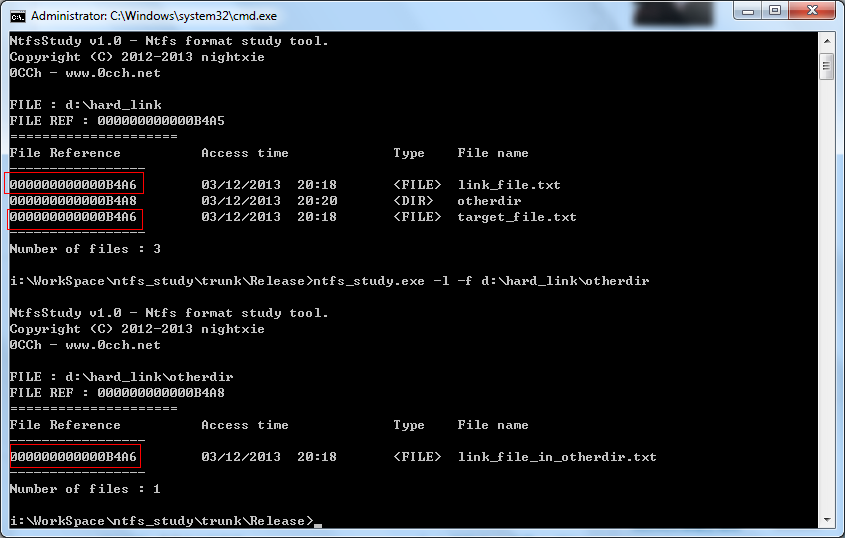 Administrator: C:\Windows\system32\cmd.exe
NtfsStudy v1.0 - Ntfs format study tool.
Copyright (C) 2012-2013 nightxie
0CCh - www.0cch.net
FILE : d:\hard_link
FILE REF : 000000000000B4A5
=====================
File Reference          Access time             Type    File name
-----------------
000000000000B4A6        03/12/2013  20:18       <FILE>  link_file.txt
000000000000B4A8        03/12/2013  20:20       <DIR>   otherdir
000000000000B4A6        03/12/2013  20:18       <FILE>  target_file.txt
-----------------
Number of files : 3
i:\WorkSpace\ntfs_study\trunk\Release>ntfs_study.exe -l -f d:\hard_link\otherdir
NtfsStudy v1.0 - Ntfs format study tool.
Copyright (C) 2012-2013 nightxie
0CCh - www.0cch.net
FILE : d:\hard_link\otherdir
FILE REF : 000000000000B4A8
=====================
File Reference          Access time             Type    File name
-----------------
000000000000B4A6        03/12/2013  20:18       <FILE>  link_file_in_otherdir.txt
-----------------
Number of files : 1
i:\WorkSpace\ntfs_study\trunk\Release>_